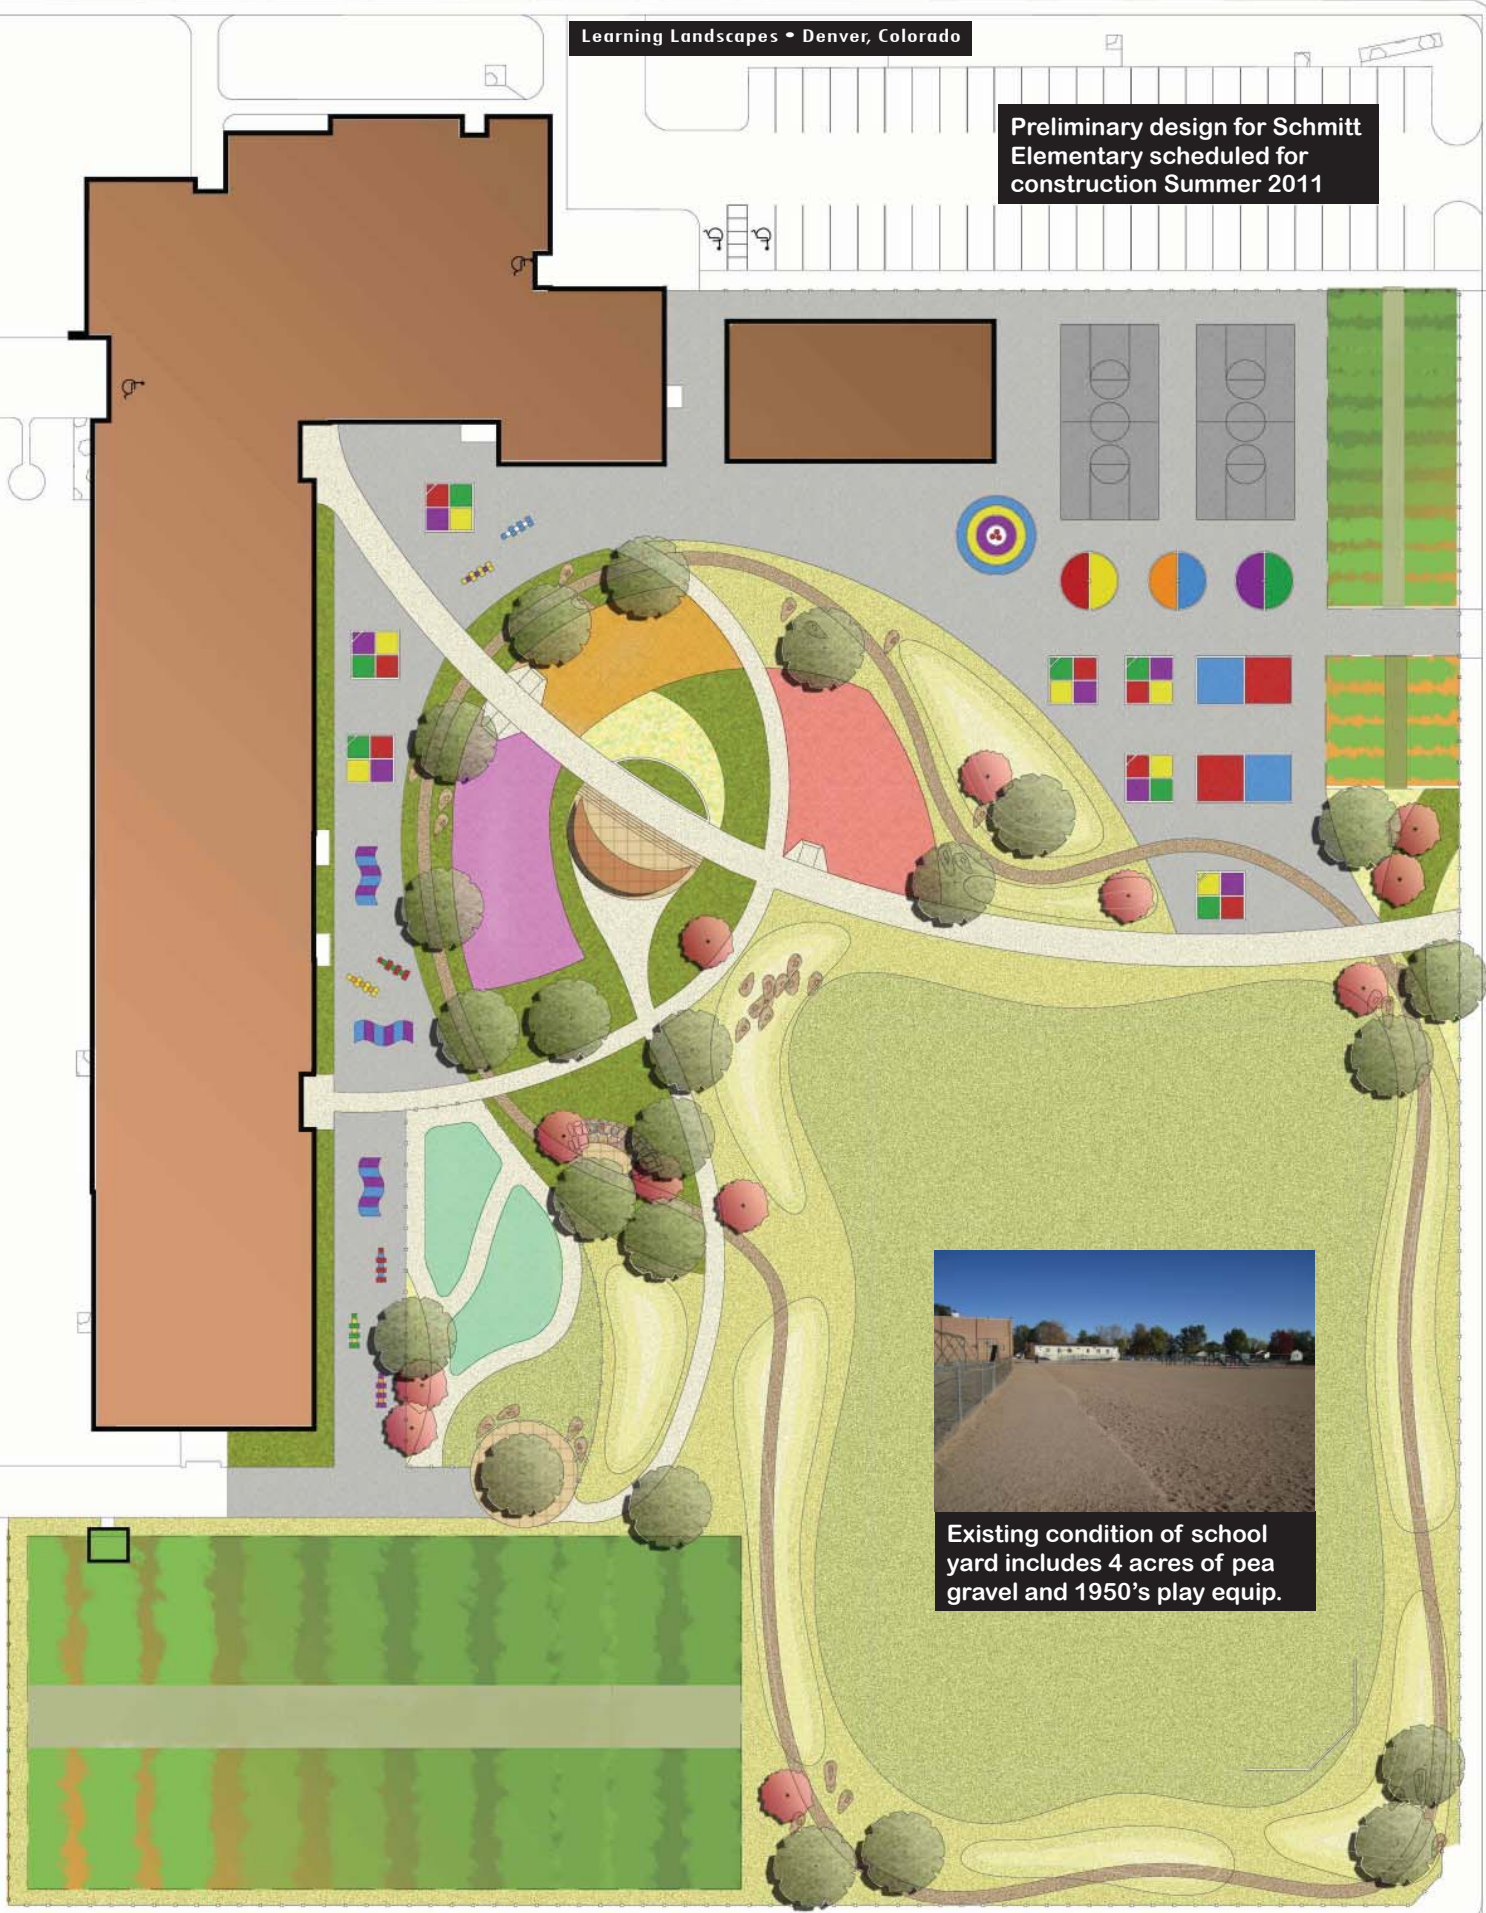 Learning Landscapes • Denver, Colorado
Preliminary design for Schmitt
Elementary scheduled for
construction Summer 2011
Existing condition of school
yard includes 4 acres of pea
gravel and 1950's play equip.